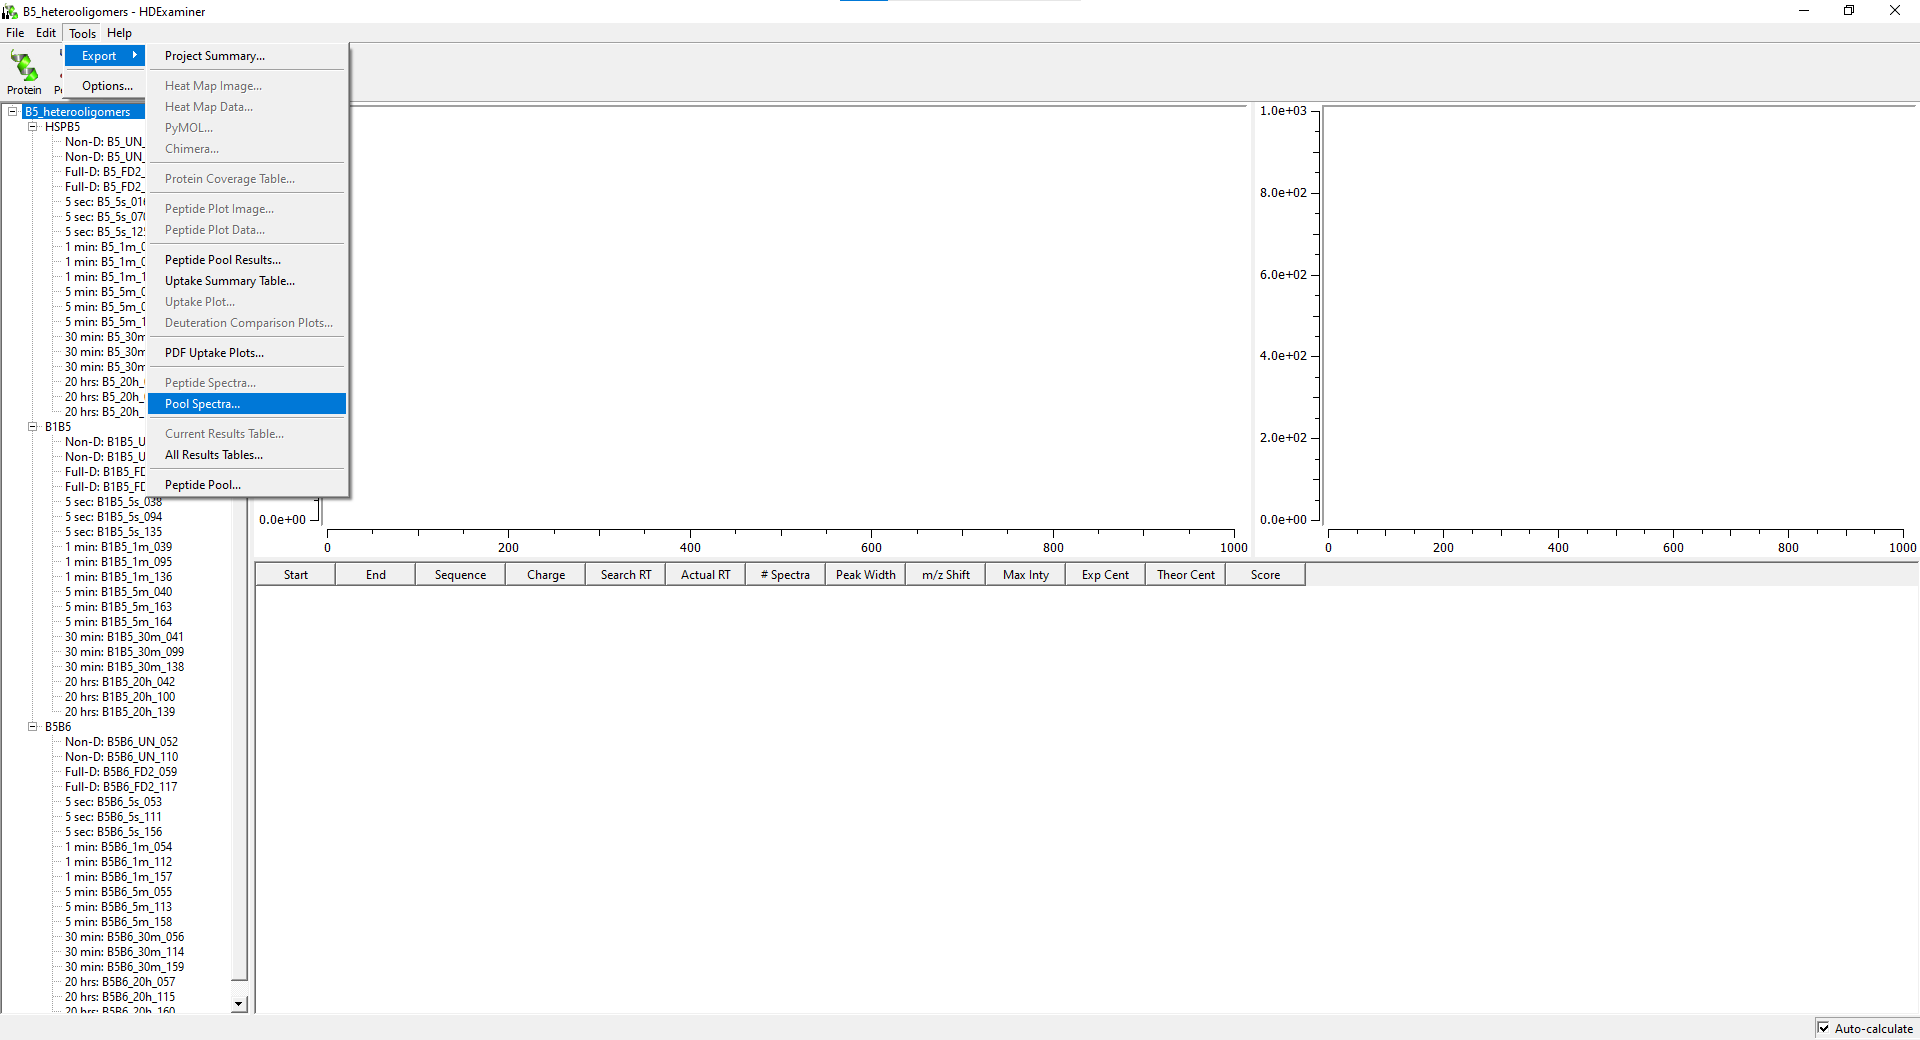 B5_heterooligomers - HDExaminer
File Edit Tools Help
Export
Options...
Protein
Project Summary...
Heat Map Image...
Heat Map Data...
PyMOL...
Chimera...
Protein Coverage Table...
Peptide Plot Image...
Peptide Plot Data...
Peptide Pool Results...
Uptake Summary Table...
Uptake Plot...
Deuteration Comparison Plots...
PDF Uptake Plots...
Peptide Spectra...
Pool Spectra...
Current Results Table...
All Results Tables...
Peptide Pool...
B5_heterooligomers
HSPB5
Non-D: B5_UN_
Non-D: B5_UN_
Full-D: B5_FD2_
Full-D: B5_FD2_
5 sec: B5_5s_016
5 sec: B5_5s_070
5 sec: B5_5s_125
1 min: B5_1m_0
1 min: B5_1m_0
1 min: B5_1m_1
5 min: B5_5m_0
5 min: B5_5m_0
5 min: B5_5m_1
30 min: B5_30m
30 min: B5_30m
30 min: B5_30m
20 hrs: B5_20h_
20 hrs: B5_20h_
20 hrs: B5_20h_
B1B5
Non-D: B1B5_U
Non-D: B1B5_U
Full-D: B1B5_FD
Full-D: B1B5_FD
5 sec: B1B5_5s_038
5 sec: B1B5_5s_094
5 sec: B1B5_5s_135
1 min: B1B5_1m_039
1 min: B1B5_1m_095
1 min: B1B5_1m_136
5 min: B1B5_5m_040
5 min: B1B5_5m_163
5 min: B1B5_5m_164
30 min: B1B5_30m_041
30 min: B1B5_30m_099
30 min: B1B5_30m_138
20 hrs: B1B5_20h_042
20 hrs: B1B5_20h_100
20 hrs: B1B5_20h_139
B5B6
Non-D: B5B6_UN_052
Non-D: B5B6_UN_110
Full-D: B5B6_FD2_059
Full-D: B5B6_FD2_117
5 sec: B5B6_5s_053
5 sec: B5B6_5s_111
5 sec: B5B6_5s_156
1 min: B5B6_1m_054
1 min: B5B6_1m_112
1 min: B5B6_1m_157
5 min: B5B6_5m_055
5 min: B5B6_5m_113
5 min: B5B6_5m_158
30 min: B5B6_30m_056
30 min: B5B6_30m_114
30 min: B5B6_30m_159
20 hrs: B5B6_20h_057
20 hrs: B5B6_20h_115
20 hrs: B5B6_20h_160
0.0e+00
0 200 400 600 800 1000
1.0e+03
8.0e+02
6.0e+02
4.0e+02
2.0e+02
0.0e+00
0 200 400 600 800 1000
Start End Sequence Charge Search RT Actual RT # Spectra Peak Width m/z Shift Max Inty Exp Cent Theor Cent Score
Auto-calculate